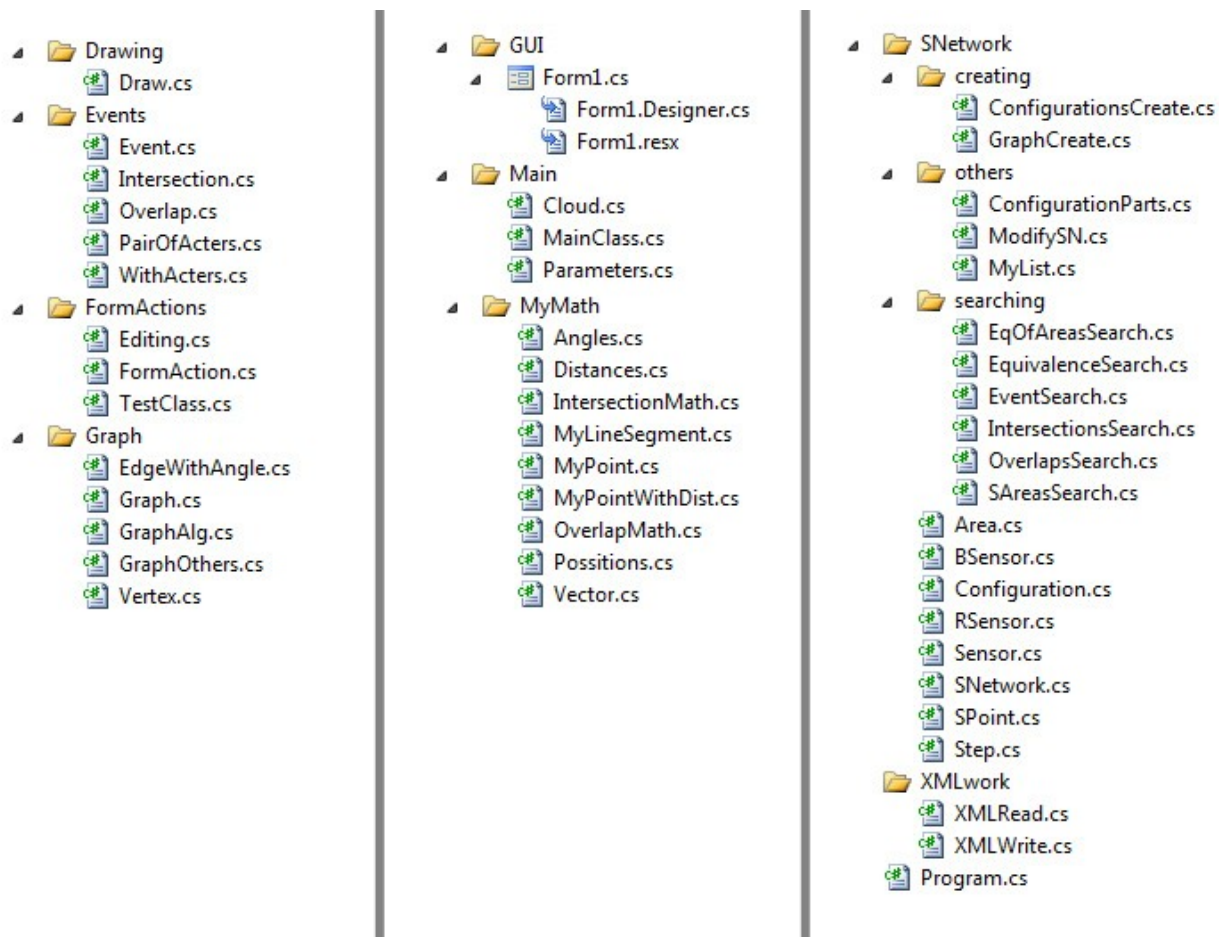 Drawing
Draw.cs
Events
Event.cs
Intersection.cs
Overlap.cs
PairOfActers.cs
WithActers.cs
FormActions
Editing.cs
FormAction.cs
TestClass.cs
Graph
EdgeWithAngle.cs
Graph.cs
GraphAlg.cs
GraphOthers.cs
Vertex.cs
GUI
Form1.cs
Form1.Designer.cs
Form1.resx
Main
Cloud.cs
MainClass.cs
Parameters.cs
MyMath
Angles.cs
Distances.cs
IntersectionMath.cs
MyLineSegment.cs
MyPoint.cs
MyPointWithDist.cs
OverlapMath.cs
Possitions.cs
Vector.cs
SNetwork
creating
ConfigurationsCreate.cs
GraphCreate.cs
others
ConfigurationParts.cs
ModifySN.cs
MyList.cs
searching
EqOfAreasSearch.cs
EquivalenceSearch.cs
EventSearch.cs
IntersectionsSearch.cs
OverlapsSearch.cs
SAreasSearch.cs
Area.cs
BSensor.cs
Configuration.cs
RSensor.cs
Sensor.cs
SNetwork.cs
SPoint.cs
Step.cs
XMLwork
XMLRead.cs
XMLWrite.cs
Program.cs